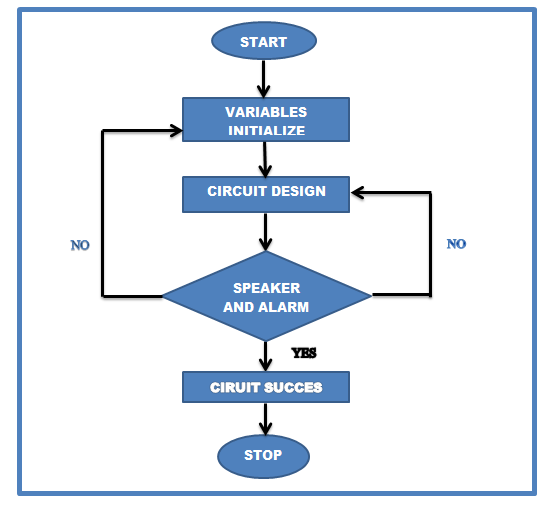 START
VARIABLES
INITIALIZE
CIRCUIT DESIGN
NO
NO
SPEAKER
AND ALARM
YES
CIRUIT SUCCES
STOP